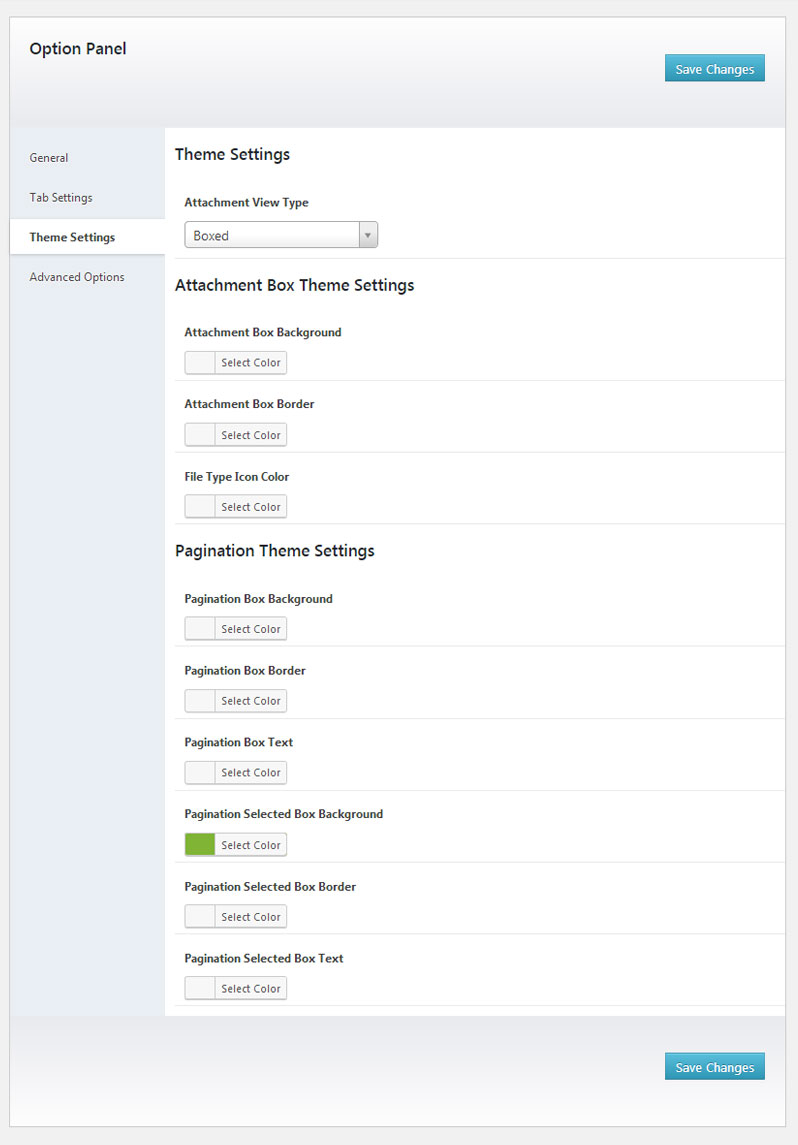 Option Panel
Save Changes
General
Tab Settings
Theme Settings
Advanced Options
Theme Settings
Attachment View Type
Boxed
Attachment Box Theme Settings
Attachment Box Background
Select Color
Attachment Box Border
Select Color
File Type Icon Color
Select Color
Pagination Theme Settings
Pagination Box Background
Select Color
Pagination Box Border
Select Color
Pagination Box Text
Select Color
Pagination Selected Box Background
Select Color
Pagination Selected Box Border
Select Color
Pagination Selected Box Text
Select Color
Save Changes